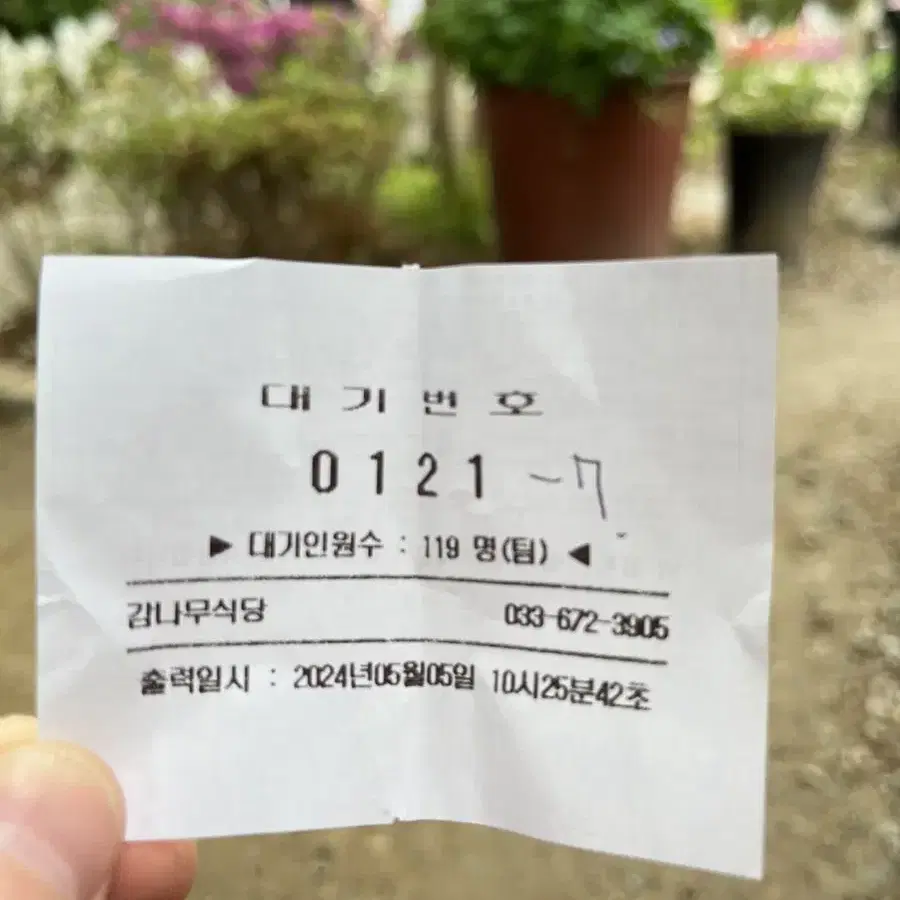 대기번호
0121 -7
▶ 대기인원수 : 119 명(팀) ◀
감나무식당 033-672-3905
출력일시 : 2024년05월05일 10시25분42초